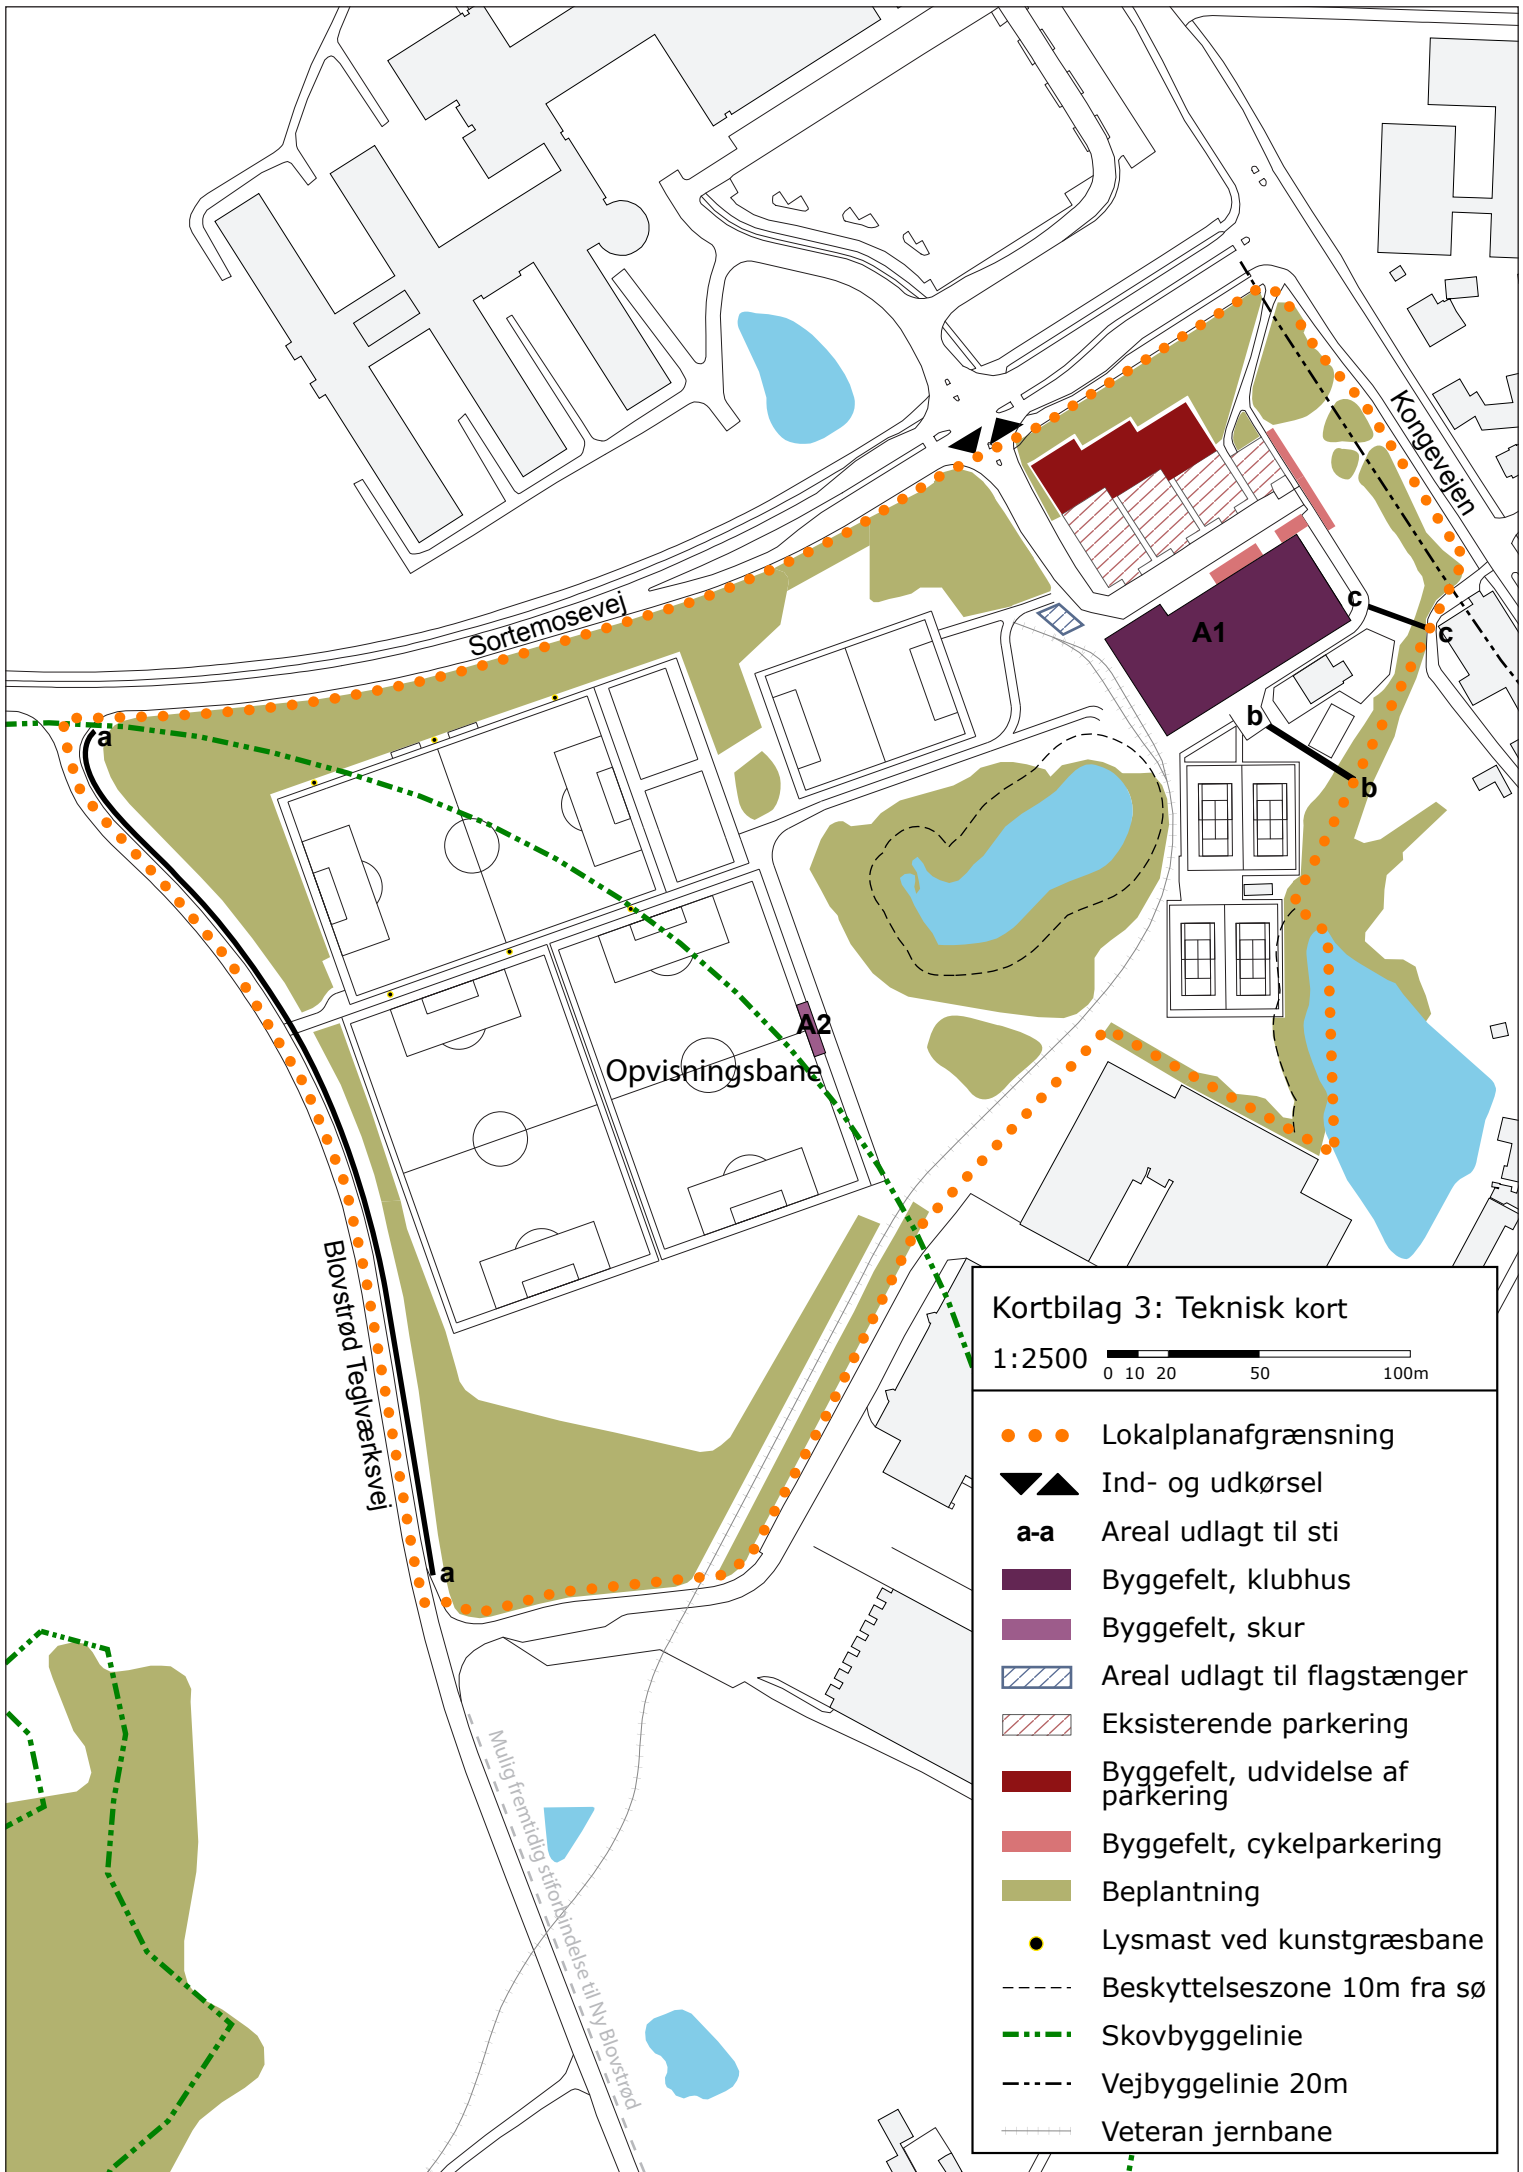 Kongevejen
Sortemosevej
c
A1
c
b
b
a
A2
Opvisningsbane
Blovstrød Teglværksvej
a
Mulig fremtidig stiforbindelse til Ny Blovstrød
Kortbilag 3: Teknisk kort
1:2500
0 10 20 50 100m
Lokalplanafgrænsning
Ind- og udkørsel
a-a Areal udlagt til sti
Byggefelt, klubhus
Byggefelt, skur
Areal udlagt til flagstænger
Eksisterende parkering
Byggefelt, udvidelse af
parkering
Byggefelt, cykelparkering
Beplantning
Lysmast ved kunstgræsbane
Beskyttelseszone 10m fra sø
Skovbyggelinie
Vejbyggelinie 20m
Veteran jernbane